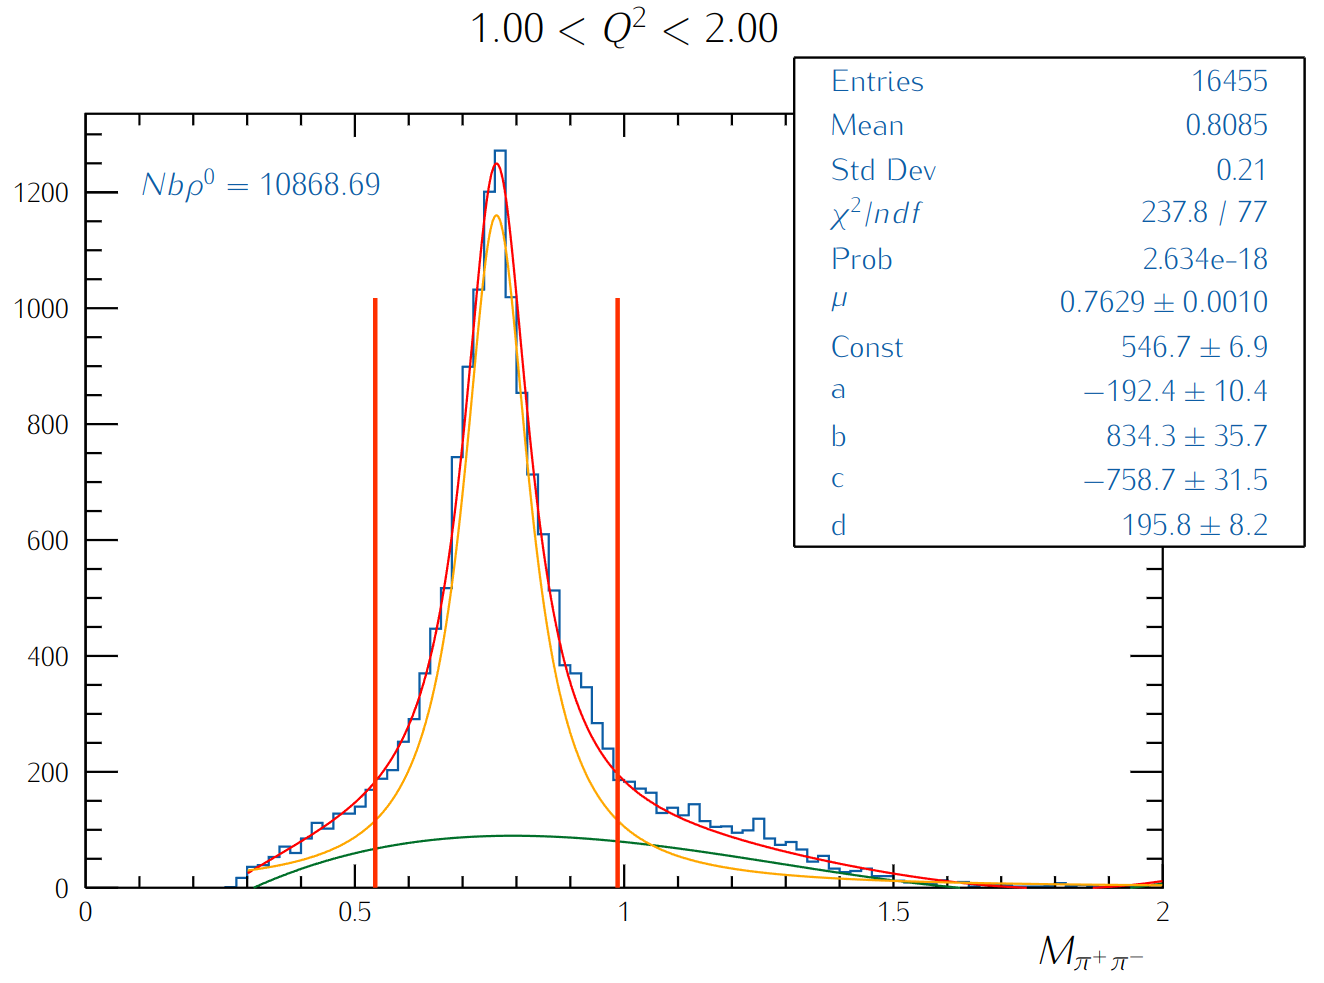 1.00 < Q² < 2.00
Entries 16455
Mean 0.8085
Std Dev 0.21
χ²/ndf 237.8 / 77
Prob 2.634e-18
μ 0.7629 ± 0.0010
Const 546.7 ± 6.9
a −192.4 ± 10.4
b 834.3 ± 35.7
c −758.7 ± 31.5
d 195.8 ± 8.2
Nbρ⁰ = 10868.69
1200
1000
800
600
400
200
0
0 0.5 1 1.5 2
M_π⁺π⁻